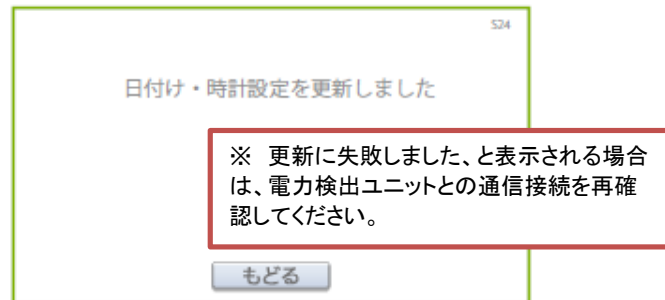 S24
日付け・時計設定を更新しました
※　更新に失敗しました、と表示される場合
は、電力検出ユニットとの通信接続を再確
認してください。
もどる